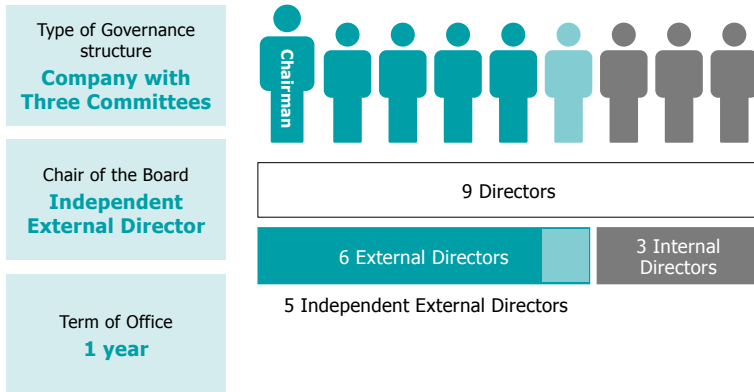 Type of Governance
structure
Company with
Three Committees
Chair of the Board
Independent
External Director
Term of Office
1 year
Chairman
9 Directors
6 External Directors
3 Internal
Directors
5 Independent External Directors